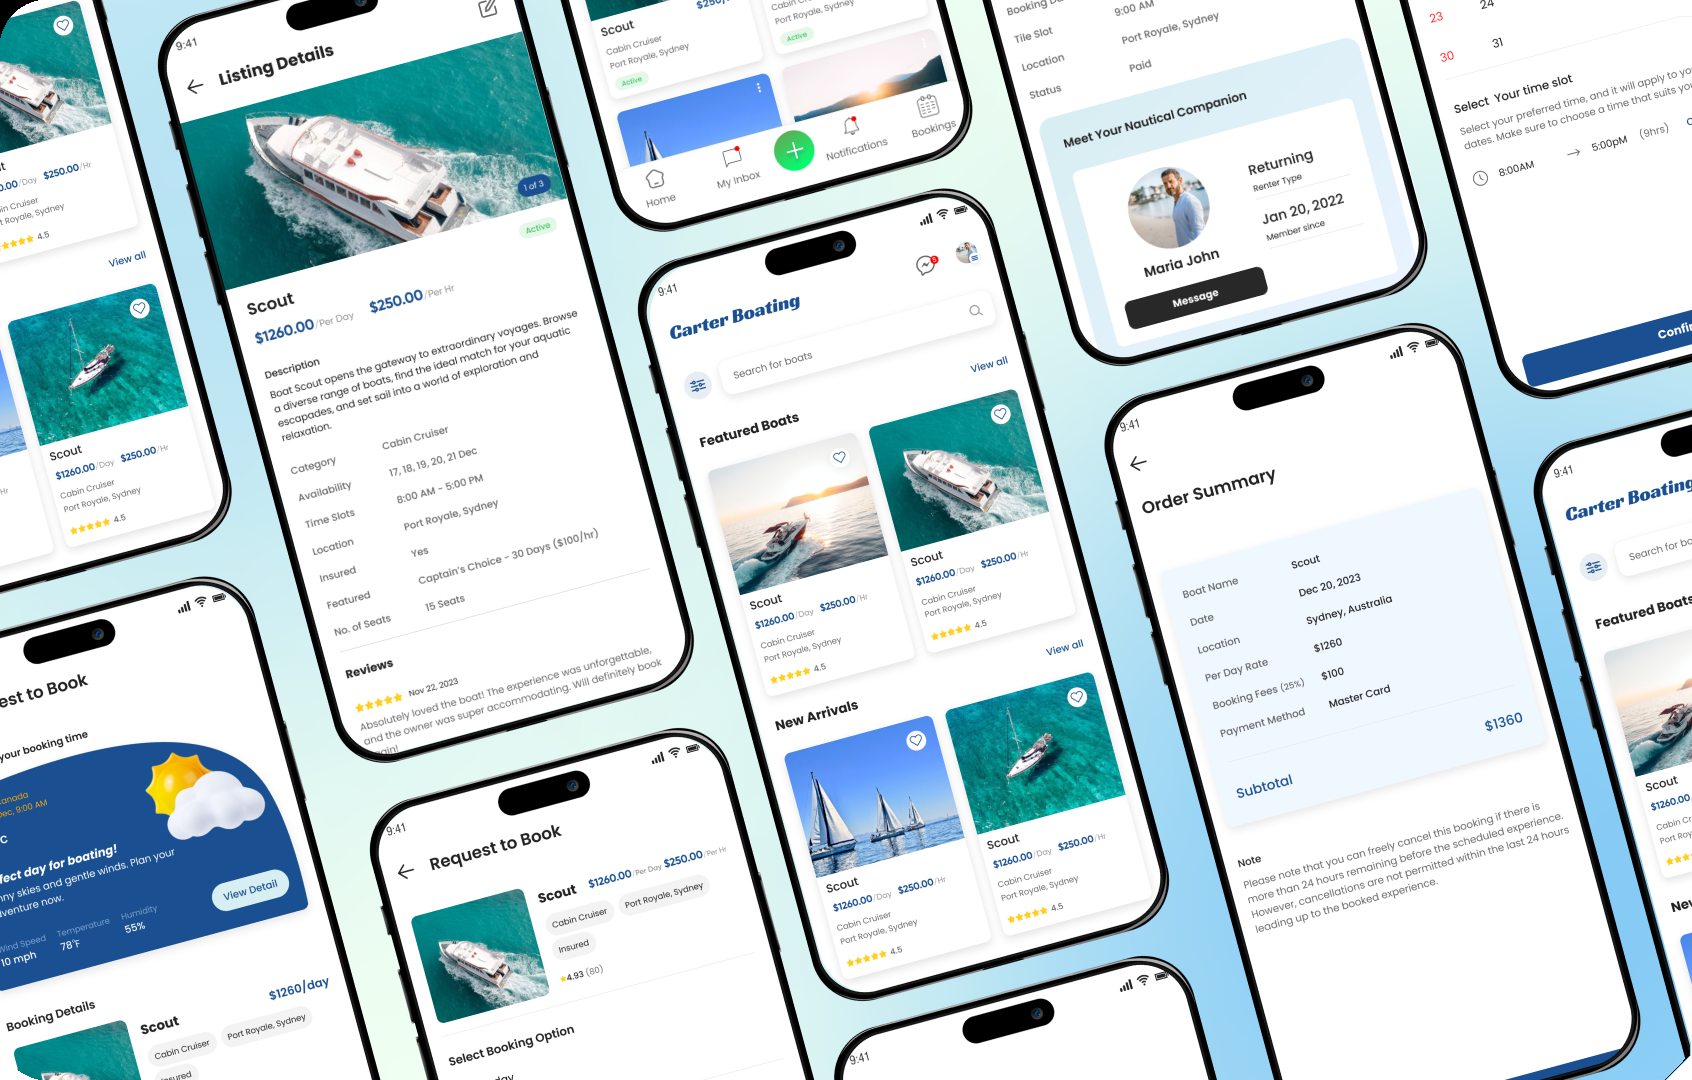 $1260.00/Day $250.00/Hr
Cabin Cruiser
Port Royale, Sydney
4.5
View all
Scout
$1260.00/Day $250.00/Hr
Cabin Cruiser
Port Royale, Sydney
4.5
9:41
Listing Details
1 of 3
Active
Scout
$1260.00/Per Day $250.00/Per Hr
Description
Boat Scout opens the gateway to extraordinary voyages. Browse
a diverse range of boats, find the ideal match for your aquatic
escapades, and set sail into a world of exploration and
relaxation.
Category Cabin Cruiser
Availability 17, 18, 19, 20, 21 Dec
Time Slots 8:00 AM - 5:00 PM
Location Port Royale, Sydney
Insured Yes
Featured Captain's Choice - 30 Days ($100/hr)
No. of Seats 15 Seats
Reviews
Nov 22, 2023
Absolutely loved the boat! The experience was unforgettable,
and the owner was super accommodating. Will definitely book
again!
Scout
Cabin Cruiser
Port Royale, Sydney
Active
Port Royale, Sydney
Active
Home
My Inbox
Notifications
Bookings
9:41
5
Carter Boating
Search for boats
View all
Featured Boats
Scout
$1260.00/Day $250.00/Hr
Cabin Cruiser
Port Royale, Sydney
4.5
Scout
$1260.00/Day $250.00/Hr
Cabin Cruiser
Port Royale, Sydney
4.5
View all
New Arrivals
Scout
$1260.00/Day $250.00/Hr
Cabin Cruiser
Port Royale, Sydney
4.5
Scout
$1260.00/Day $250.00/Hr
Cabin Cruiser
Port Royale, Sydney
4.5
Booking
Tile Slot 9:00 AM
Location Port Royale, Sydney
Status Paid
Meet Your Nautical Companion
Maria John
Message
Returning
Renter Type
Jan 20, 2022
Member since
23 24
30 31
Select Your time slot
Select your preferred time, and it will apply to
dates. Make sure to choose a time that suits
8:00AM → 5:00pM (9hrs)
9:41
Order Summary
Boat Name Scout
Date Dec 20, 2023
Location Sydney, Australia
Per Day Rate $1260
Booking Fees (25%) $100
Payment Method Master Card
Subtotal $1360
Note
Please note that you can freely cancel this booking if there is
more than 24 hours remaining before the scheduled experience.
However, cancellations are not permitted within the last 24 hours
leading up to the booked experience.
9:41
Carter Boating
Search for
Featured Boats
Scout
$1260.00
Port
to Book
your booking time
Dec, 9:00 AM
day for boating!
skies and gentle winds. Plan your
now.
View Detail
Wind Speed Temperature Humidity
10 mph 78°F 55%
Booking Details
$1260/day
Scout
Cabin Cruiser
Port Royale, Sydney
9:41
Request to Book
Scout $1260.00/Per Day $250.00/Per Hr
Cabin Cruiser
Port Royale, Sydney
Insured
4.93 (80)
Select Booking Option
9:41